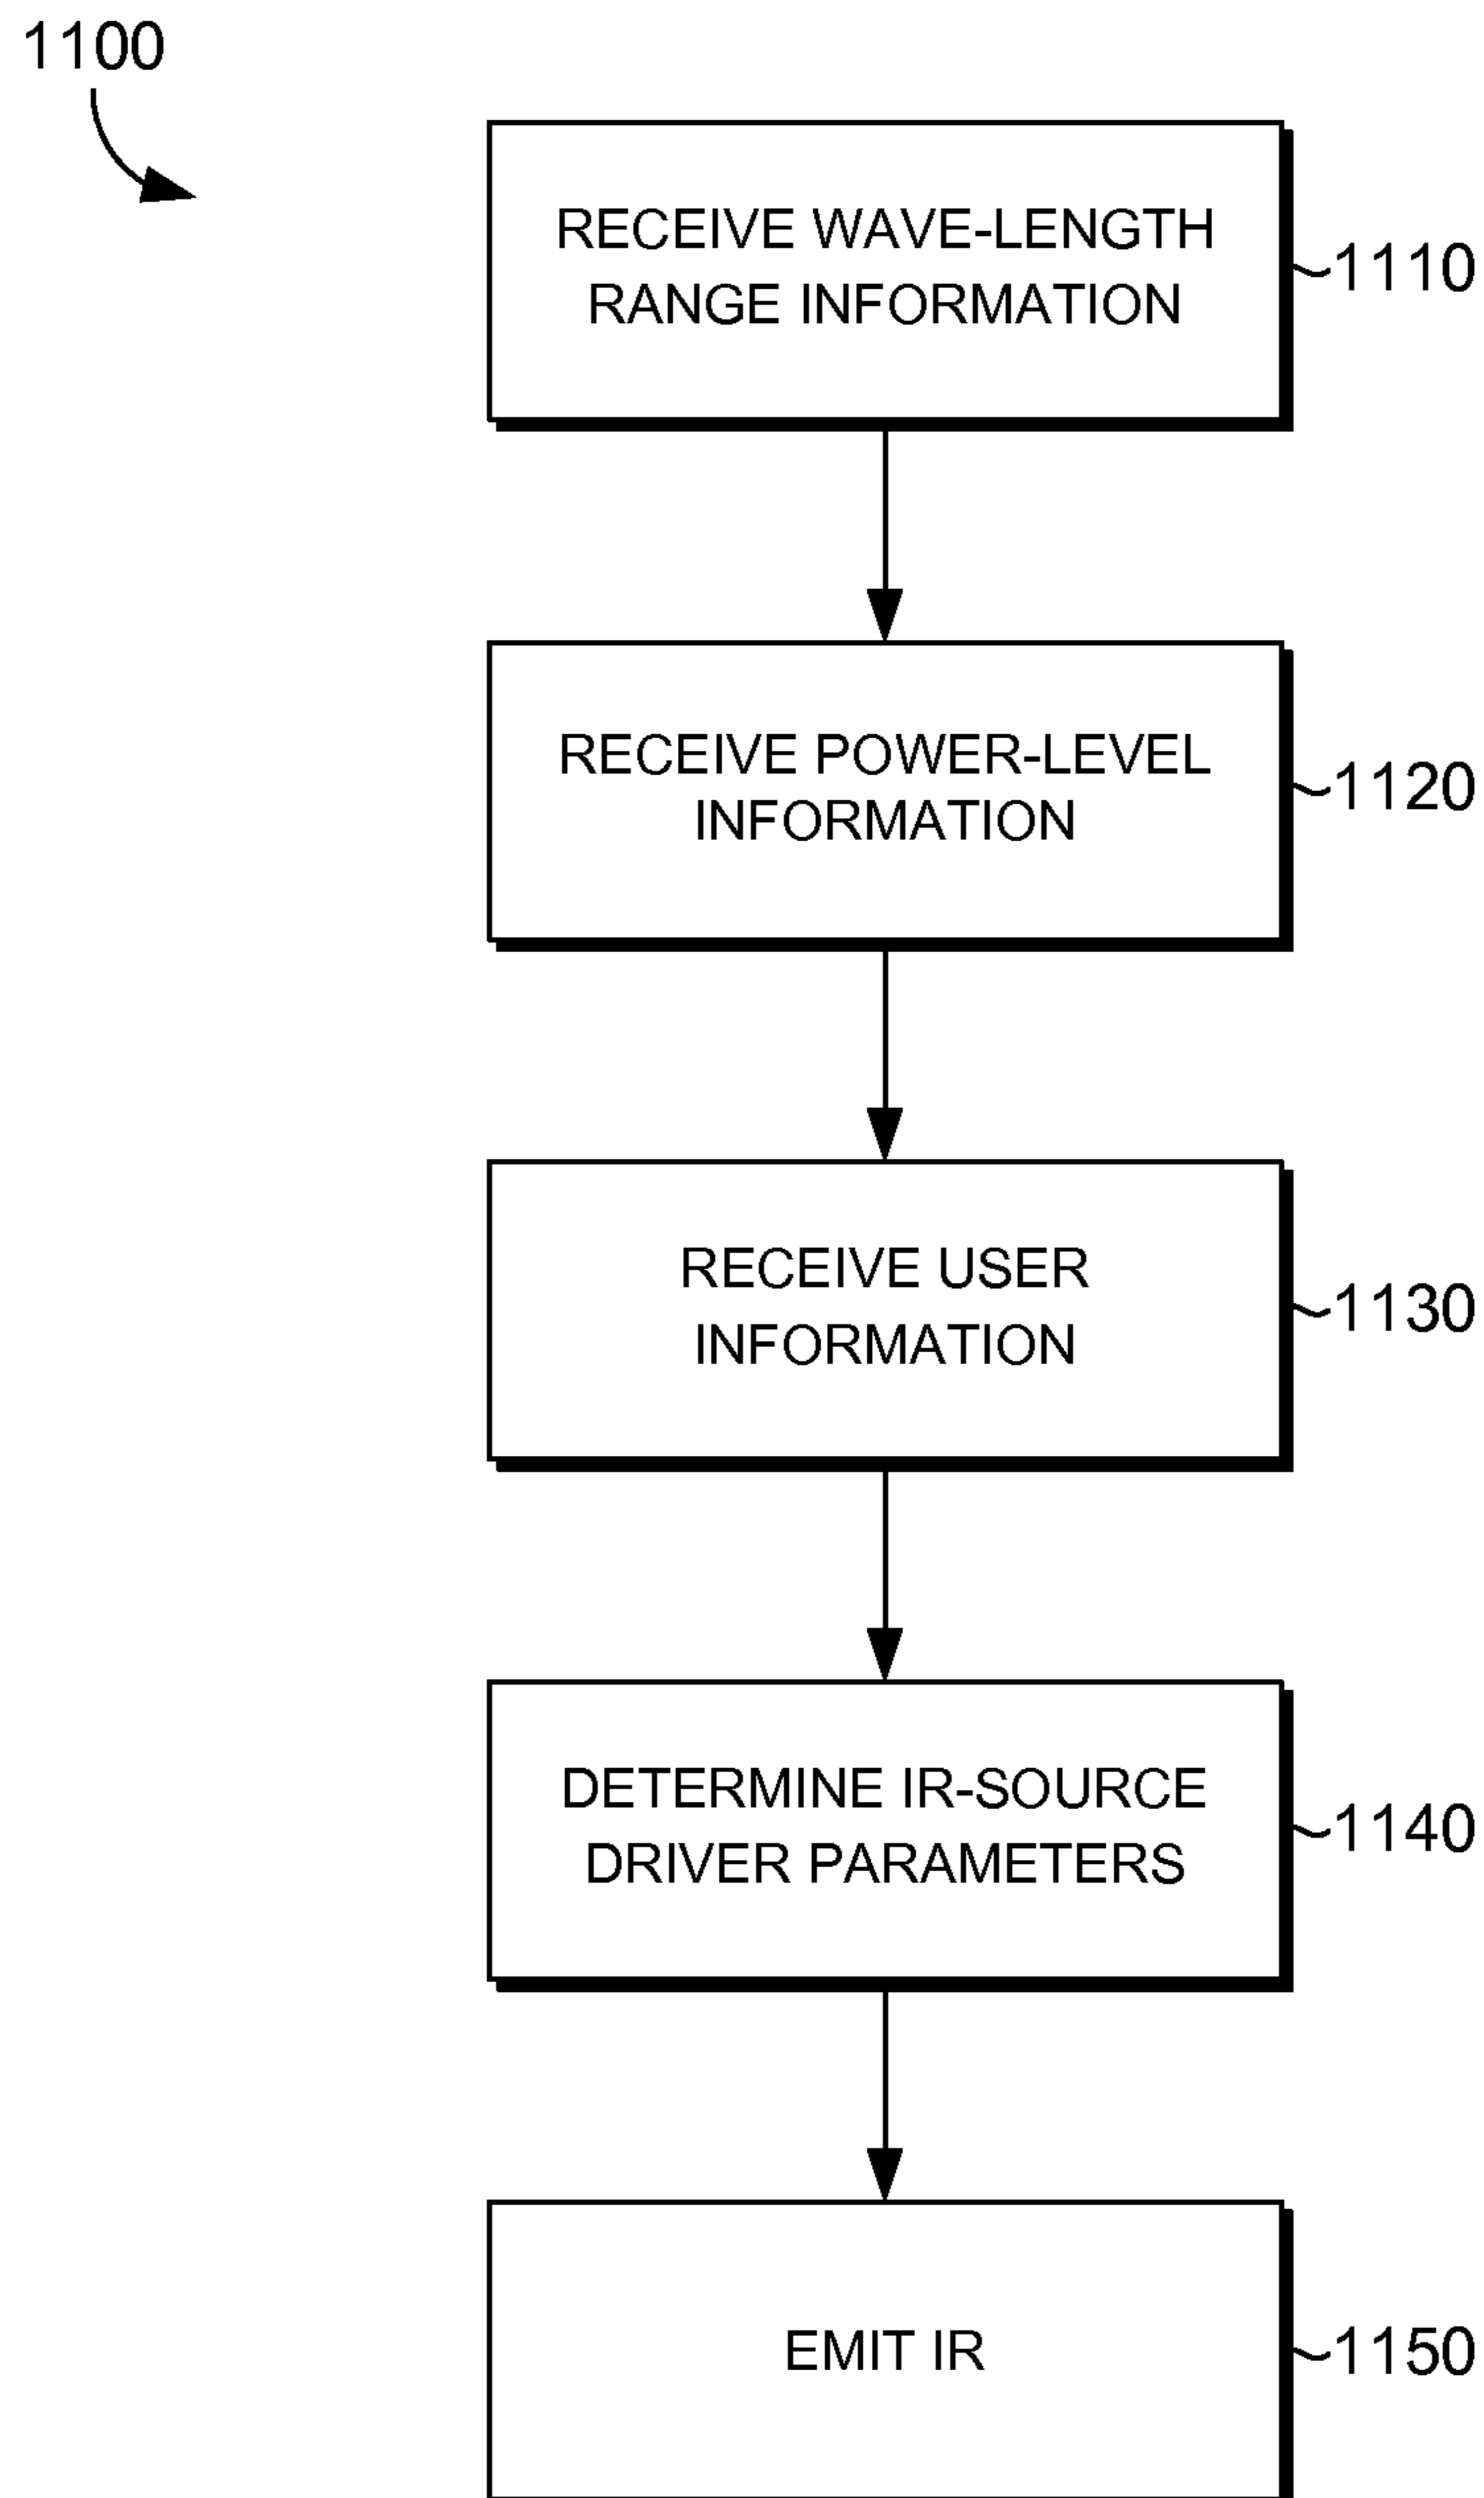 1100
RECEIVE WAVE-LENGTH
RANGE INFORMATION
1110
RECEIVE POWER-LEVEL
INFORMATION
1120
RECEIVE USER
INFORMATION
1130
DETERMINE IR-SOURCE
DRIVER PARAMETERS
1140
EMIT IR
1150